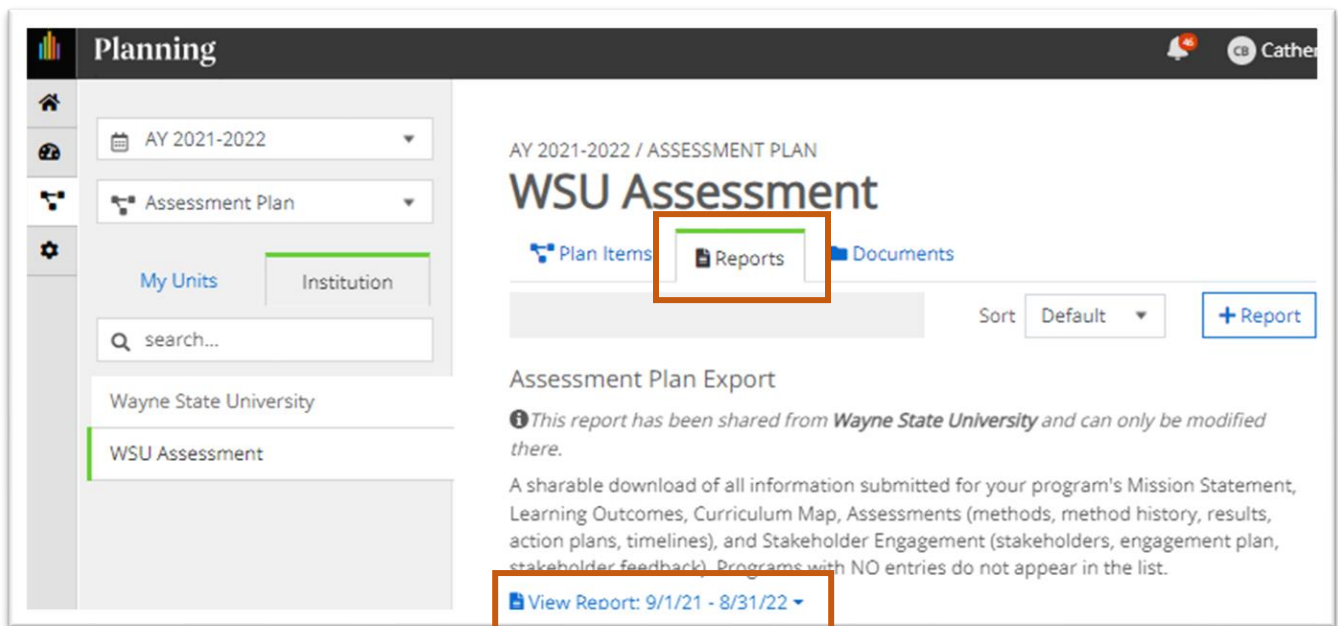 Planning
46
CB Cather
AY 2021-2022
Assessment Plan
My Units
Institution
search...
Wayne State University
WSU Assessment
AY 2021-2022 / ASSESSMENT PLAN
WSU Assessment
Plan Items
Reports
Documents
Sort Default
+ Report
Assessment Plan Export
This report has been shared from Wayne State University and can only be modified
there.
A sharable download of all information submitted for your program's Mission Statement,
Learning Outcomes, Curriculum Map, Assessments (methods, method history, results,
action plans, timelines), and Stakeholder Engagement (stakeholders, engagement plan,
stakeholder feedback). Programs with NO entries do not appear in the list.
View Report: 9/1/21 - 8/31/22